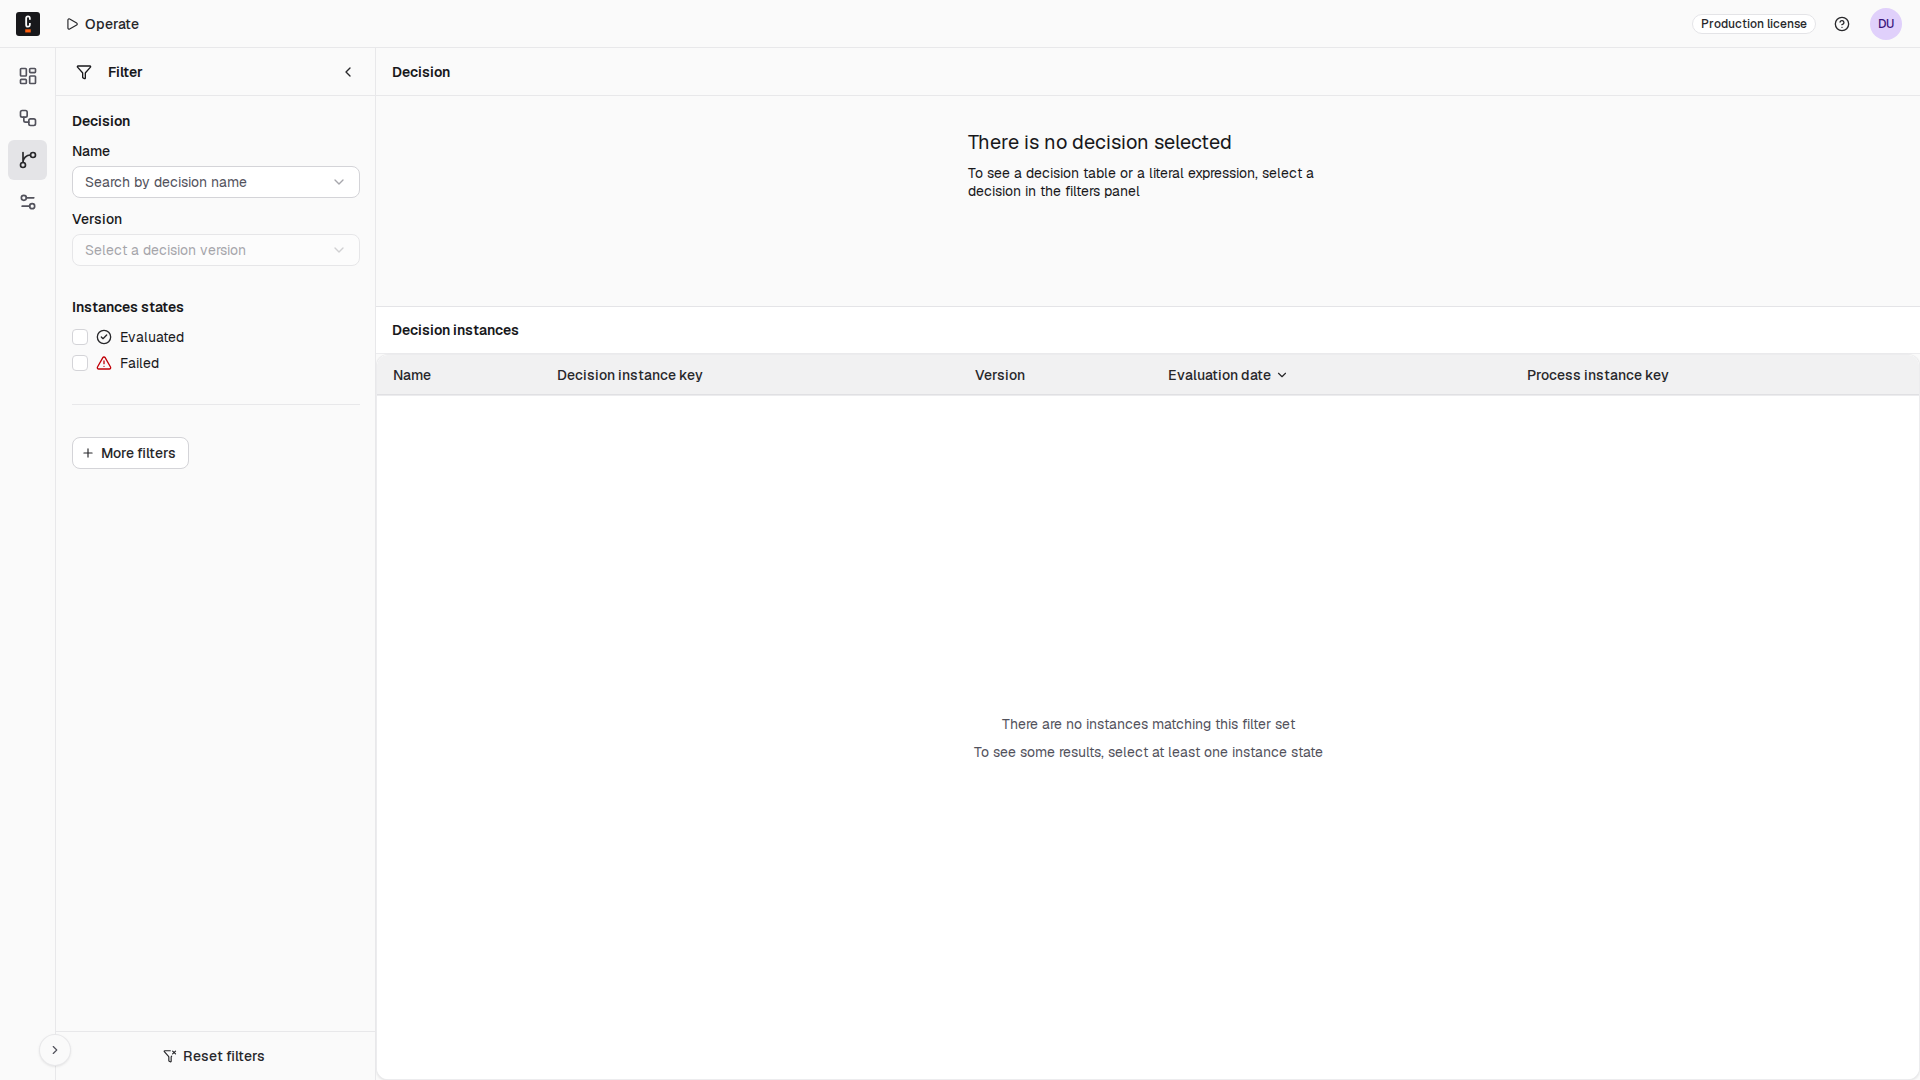 Operate
Production license
DU
Filter
Decision
Decision
Name
Search by decision name
Version
Select a decision version
Instances states
Evaluated
Failed
More filters
Reset filters
There is no decision selected
To see a decision table or a literal expression, select a
decision in the filters panel
Decision instances
Name Decision instance key Version Evaluation date Process instance key
There are no instances matching this filter set
To see some results, select at least one instance state